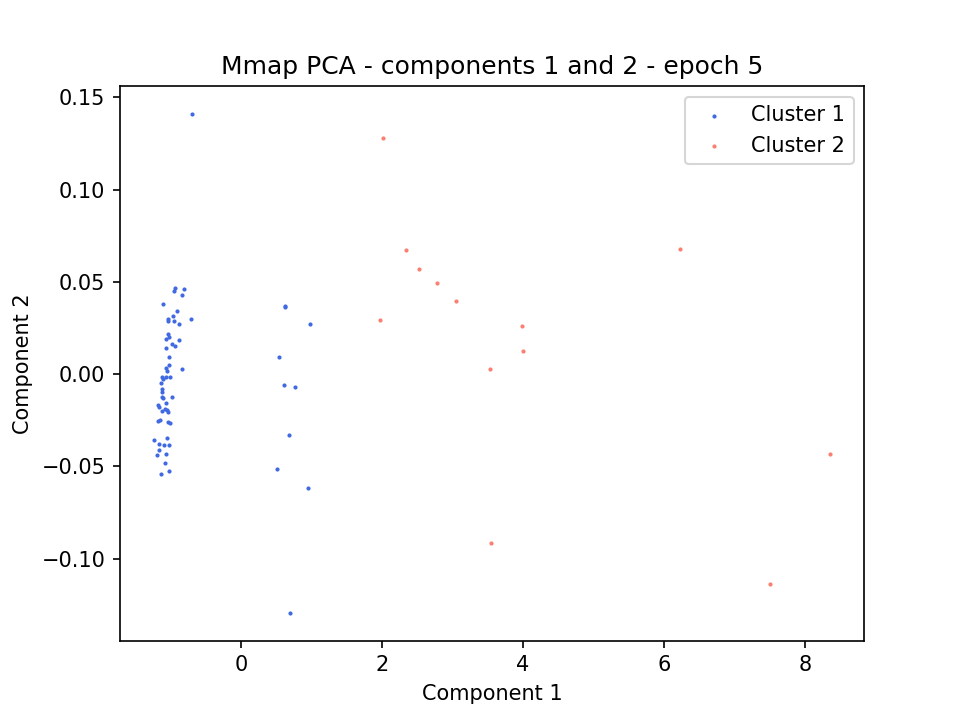 Mmap PCA - components 1 and 2 - epoch 5
Cluster 1
Cluster 2
0.15
0.10
0.05
0.00
−0.05
−0.10
Component 2
0 2 4 6 8
Component 1